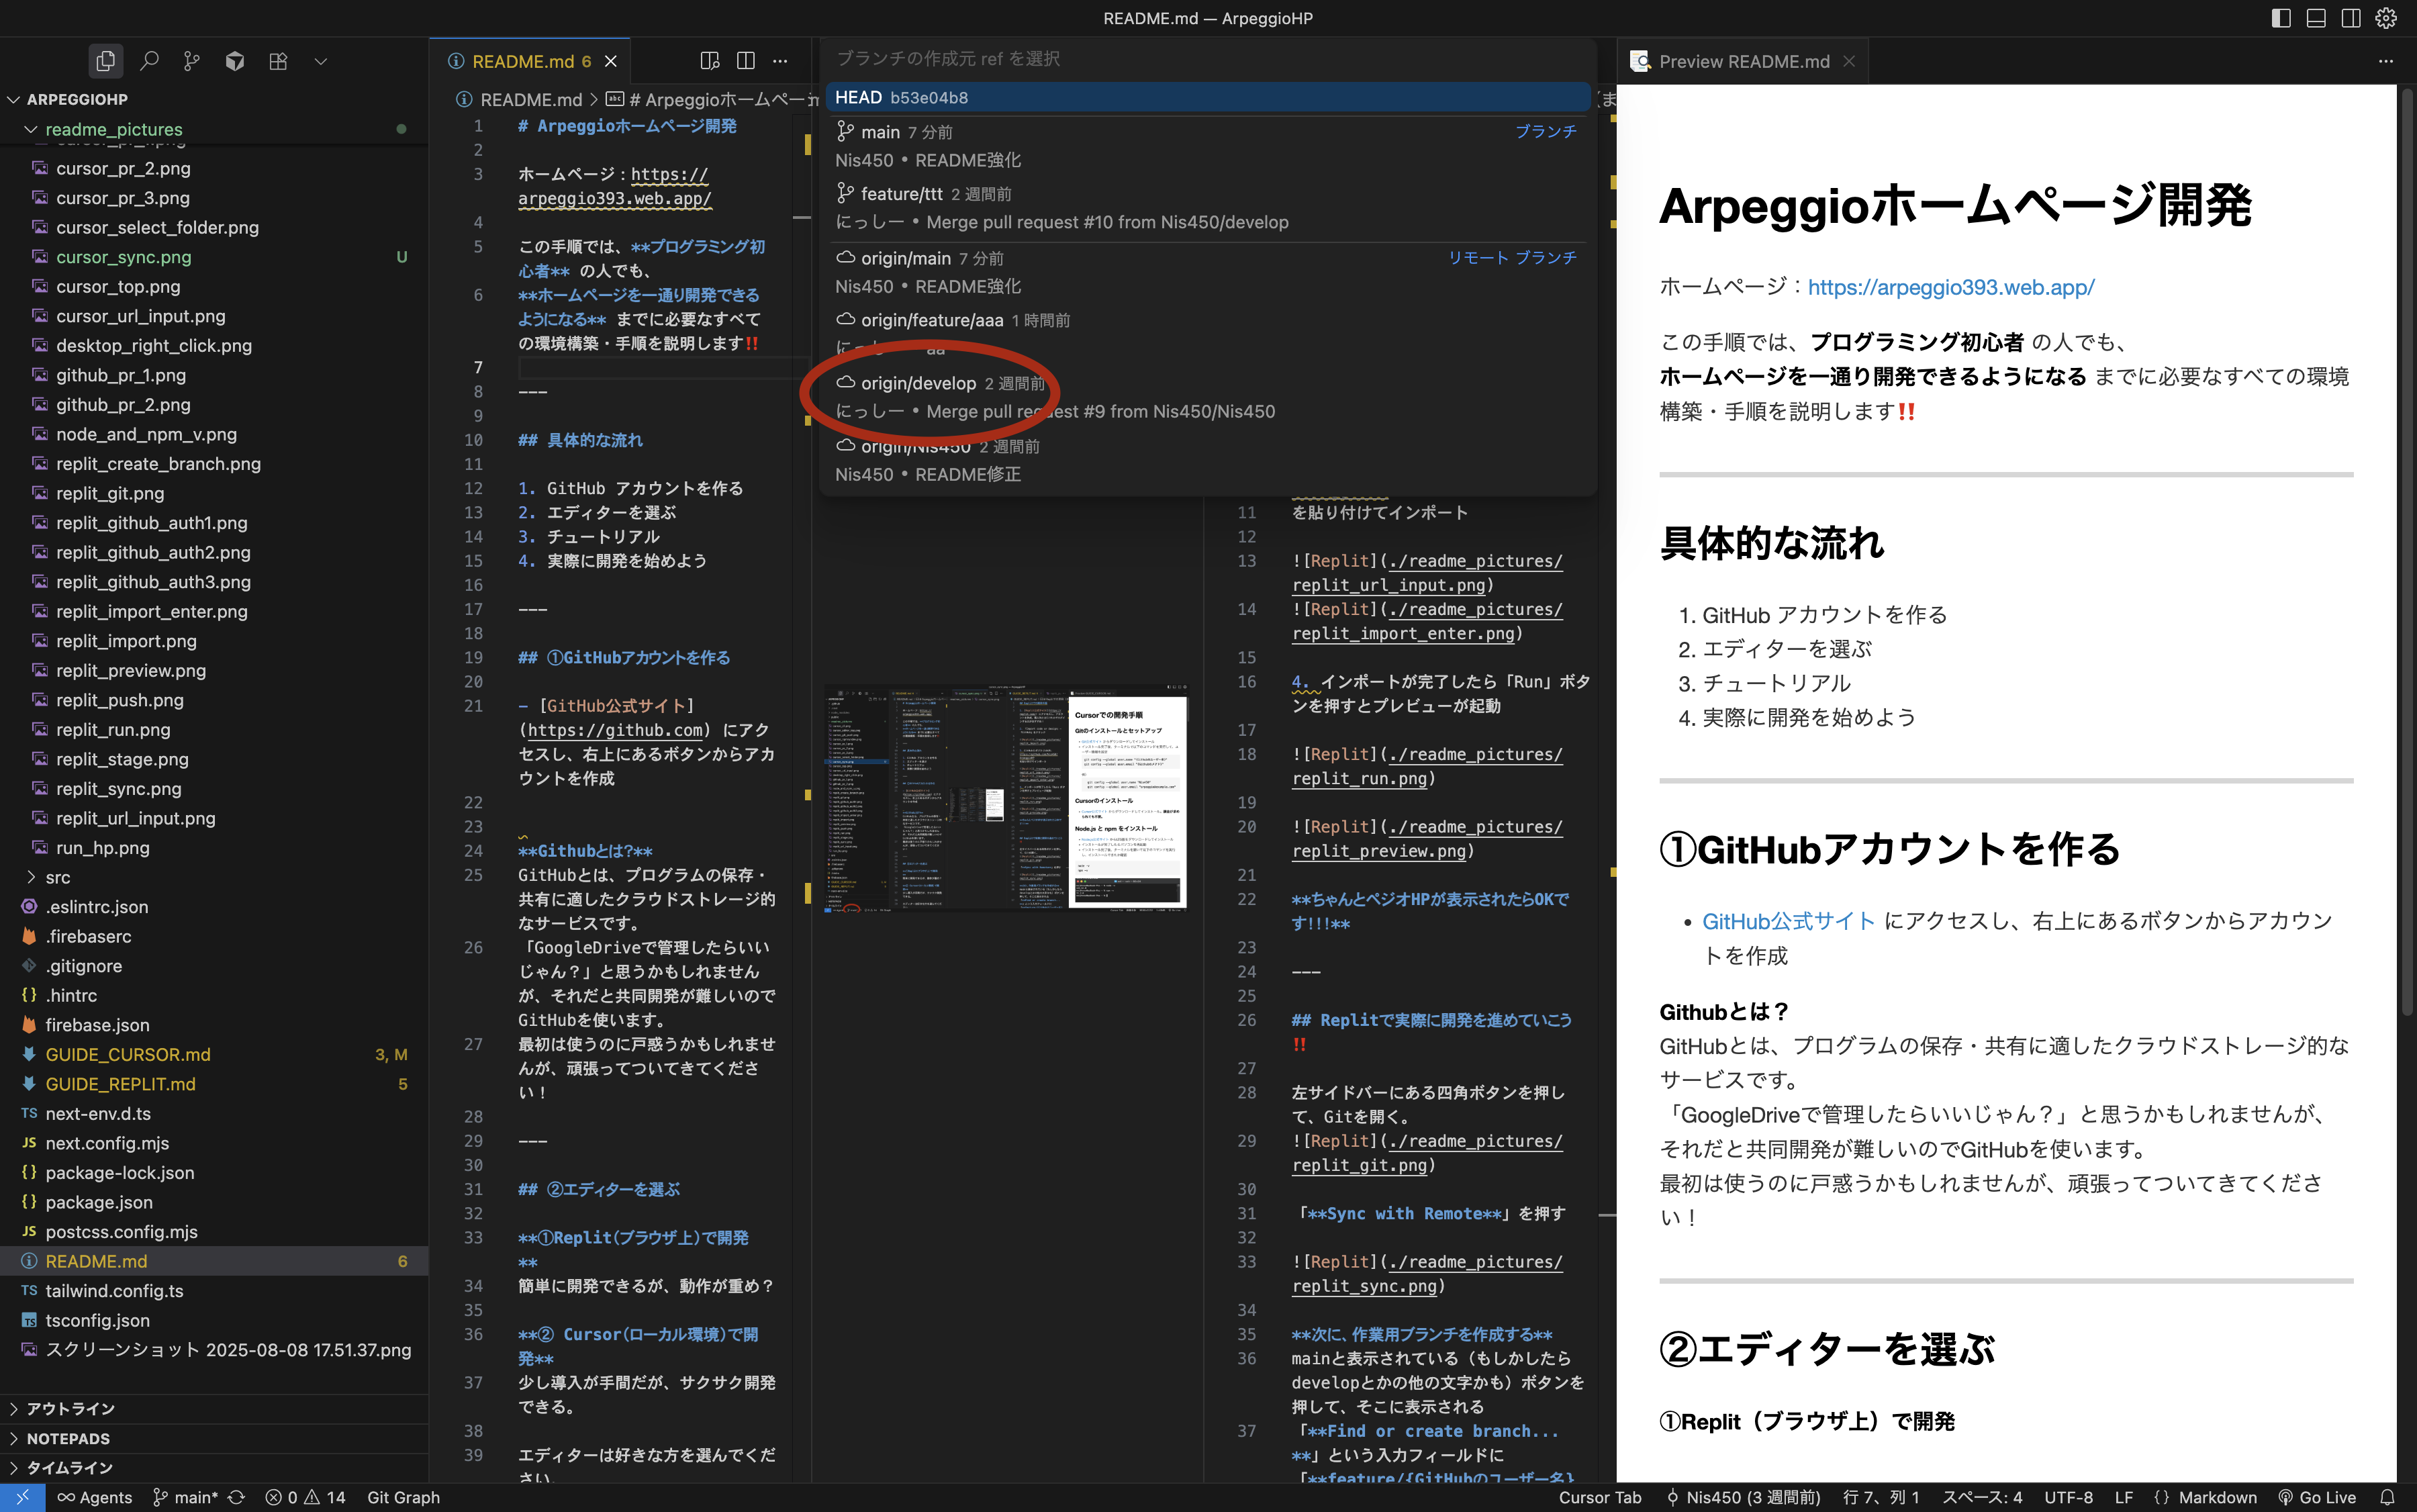 README.md — ArpeggioHP
ARPEGGIOHP
readme_pictures
cursor_pr_2.png
cursor_pr_3.png
cursor_select_folder.png
cursor_sync.png U
cursor_top.png
cursor_url_input.png
desktop_right_click.png
github_pr_1.png
github_pr_2.png
node_and_npm_v.png
replit_create_branch.png
replit_git.png
replit_github_auth1.png
replit_github_auth2.png
replit_github_auth3.png
replit_import_enter.png
replit_import.png
replit_preview.png
replit_push.png
replit_run.png
replit_stage.png
replit_sync.png
replit_url_input.png
run_hp.png
src
.eslintrc.json
.firebaserc
.gitignore
.hintrc
firebase.json
GUIDE_CURSOR.md 3, M
GUIDE_REPLIT.md 5
TS next-env.d.ts
JS next.config.mjs
{} package-lock.json
{} package.json
JS postcss.config.mjs
README.md 6
TS tailwind.config.ts
tsconfig.json
スクリーンショット 2025-08-08 17.51.37.png
アウトライン
NOTEPADS
タイムライン
README.md 6
README.md > # Arpeggioホームページ
1 # Arpeggioホームページ開発
2
3 ホームページ：https://
arpeggio393.web.app/
4
5 この手順では、**プログラミング初
心者** の人でも、
6 **ホームページを一通り開発できる
ようになる** までに必要なすべて
の環境構築・手順を説明します‼️
7
8 ---
9
10 ## 具体的な流れ
11
12 1. GitHub アカウントを作る
13 2. エディターを選ぶ
14 3. チュートリアル
15 4. 実際に開発を始めよう
16
17 ---
18
19 ## ①GitHubアカウントを作る
20
21 - [GitHub公式サイト]
(https://github.com) にアク
セスし、右上にあるボタンからアカ
ウントを作成
22
23
24 **Githubとは?**
25 GitHubとは、プログラムの保存・
共有に適したクラウドストレージ的
なサービスです。
26 「GoogleDriveで管理したらいい
じゃん？」と思うかもしれません
が、それだと共同開発が難しいので
GitHubを使います。
27 最初は使うのに戸惑うかもしれませ
んが、頑張ってついてきてくださ
い！
28
29 ---
30
31 ## ②エディターを選ぶ
32
33 **①Replit(ブラウザ上)で開発
**
34 簡単に開発できるが、動作が重め？
35
36 **② Cursor(ローカル環境)で開
発**
37 少し導入が手間だが、サクサク開発
できる。
38
39 エディターは好きな方を選んでくだ
さい。
ブランチの作成元 ref を選択
HEAD b53e04b8
main 7 分前 ブランチ
Nis450 • README強化
feature/ttt 2 週間前
にっしー • Merge pull request #10 from Nis450/develop
origin/main 7 分前 リモート ブランチ
Nis450 • README強化
origin/feature/aaa 1 時間前
にっしー • aa
origin/develop 2 週間前
にっしー • Merge pull request #9 from Nis450/Nis450
origin/Nis450 2 週間前
Nis450 • README修正
Cursorでの開発手順
Gitのインストールとセットアップ
Cursorのインストール
Node.js と npm をインストール
11 を貼り付けてインポート
12
13 ![Replit](./readme_pictures/
replit_url_input.png)
14 ![Replit](./readme_pictures/
replit_import_enter.png)
15
16 4. インポートが完了したら「Run」ボタ
ンを押すとプレビューが起動
17
18 ![Replit](./readme_pictures/
replit_run.png)
19
20 ![Replit](./readme_pictures/
replit_preview.png)
21
22 **ちゃんとペジオHPが表示されたらOKで
す!!!**
23
24 ---
25
26 ## Replitで実際に開発を進めていこう
‼️
27
28 左サイドバーにある四角ボタンを押し
て、Gitを開く。
29 ![Replit](./readme_pictures/
replit_git.png)
30
31 「**Sync with Remote**」を押す
32
33 ![Replit](./readme_pictures/
replit_sync.png)
34
35 **次に、作業用ブランチを作成する**
36 mainと表示されている（もしかしたら
developとかの他の文字かも）ボタンを
押して、そこに表示される
37 「**Find or create branch...
**」という入力フィールドに
「**feature/{GitHubのユーザー名}
Preview README.md
Arpeggioホームページ開発
ホームページ：https://arpeggio393.web.app/
この手順では、プログラミング初心者 の人でも、
ホームページを一通り開発できるようになる までに必要なすべての環境
構築・手順を説明します‼️
具体的な流れ
1. GitHub アカウントを作る
2. エディターを選ぶ
3. チュートリアル
4. 実際に開発を始めよう
①GitHubアカウントを作る
• GitHub公式サイト にアクセスし、右上にあるボタンからアカウン
トを作成
Githubとは？
GitHubとは、プログラムの保存・共有に適したクラウドストレージ的な
サービスです。
「GoogleDriveで管理したらいいじゃん？」と思うかもしれませんが、
それだと共同開発が難しいのでGitHubを使います。
最初は使うのに戸惑うかもしれませんが、頑張ってついてきてくださ
い！
②エディターを選ぶ
①Replit（ブラウザ上）で開発
Agents main* 0 14 Git Graph
Cursor Tab Nis450 (3 週間前) 行 7、列 1 スペース: 4 UTF-8 LF {} Markdown Go Live